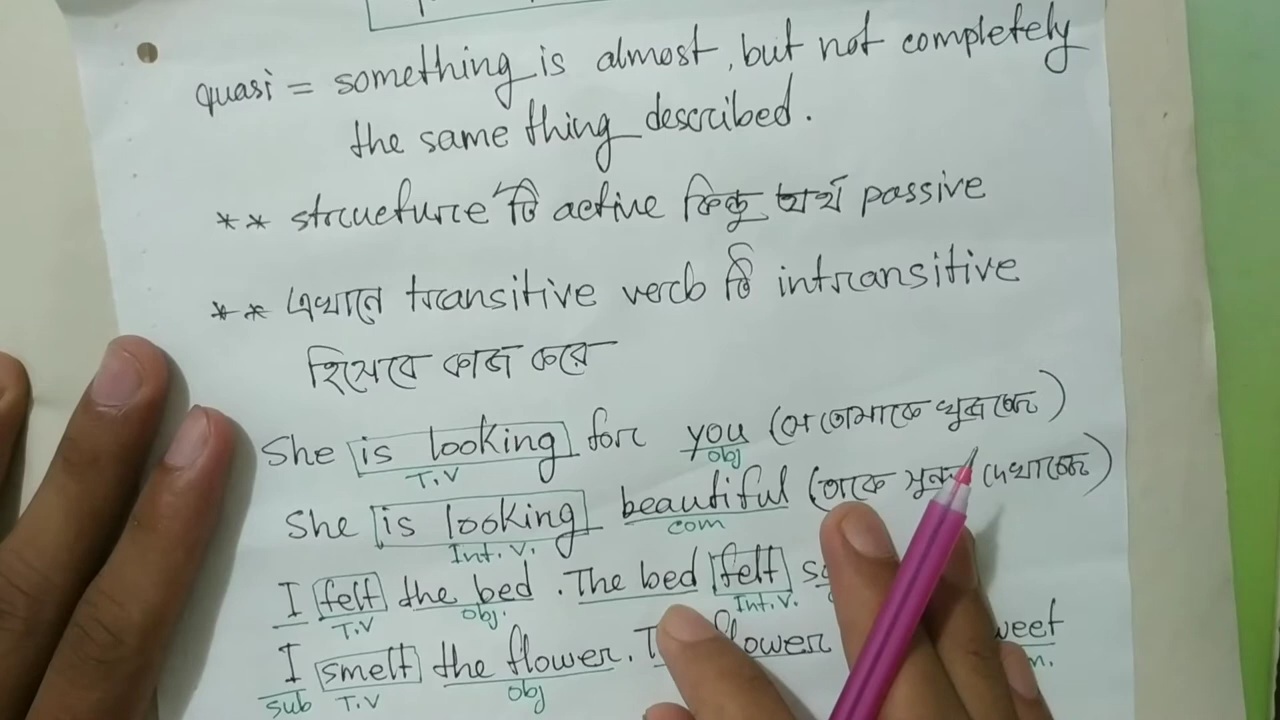 quasi = something is almost, but not completely
the same thing described.
** structure টি active কিন্তু অর্থ passive
** এখানে transitive verb টি intransitive
হিসেবে কাজ করে
She is looking for you (সে তোমাকে খুজতেছে)
T.V obj
She is looking beautiful (তাকে দেখাচ্ছে)
Int.V. com
I felt the bed. The bed felt
T.V obj. Int.V.
I smelt the flower. flower
sub T.V obj